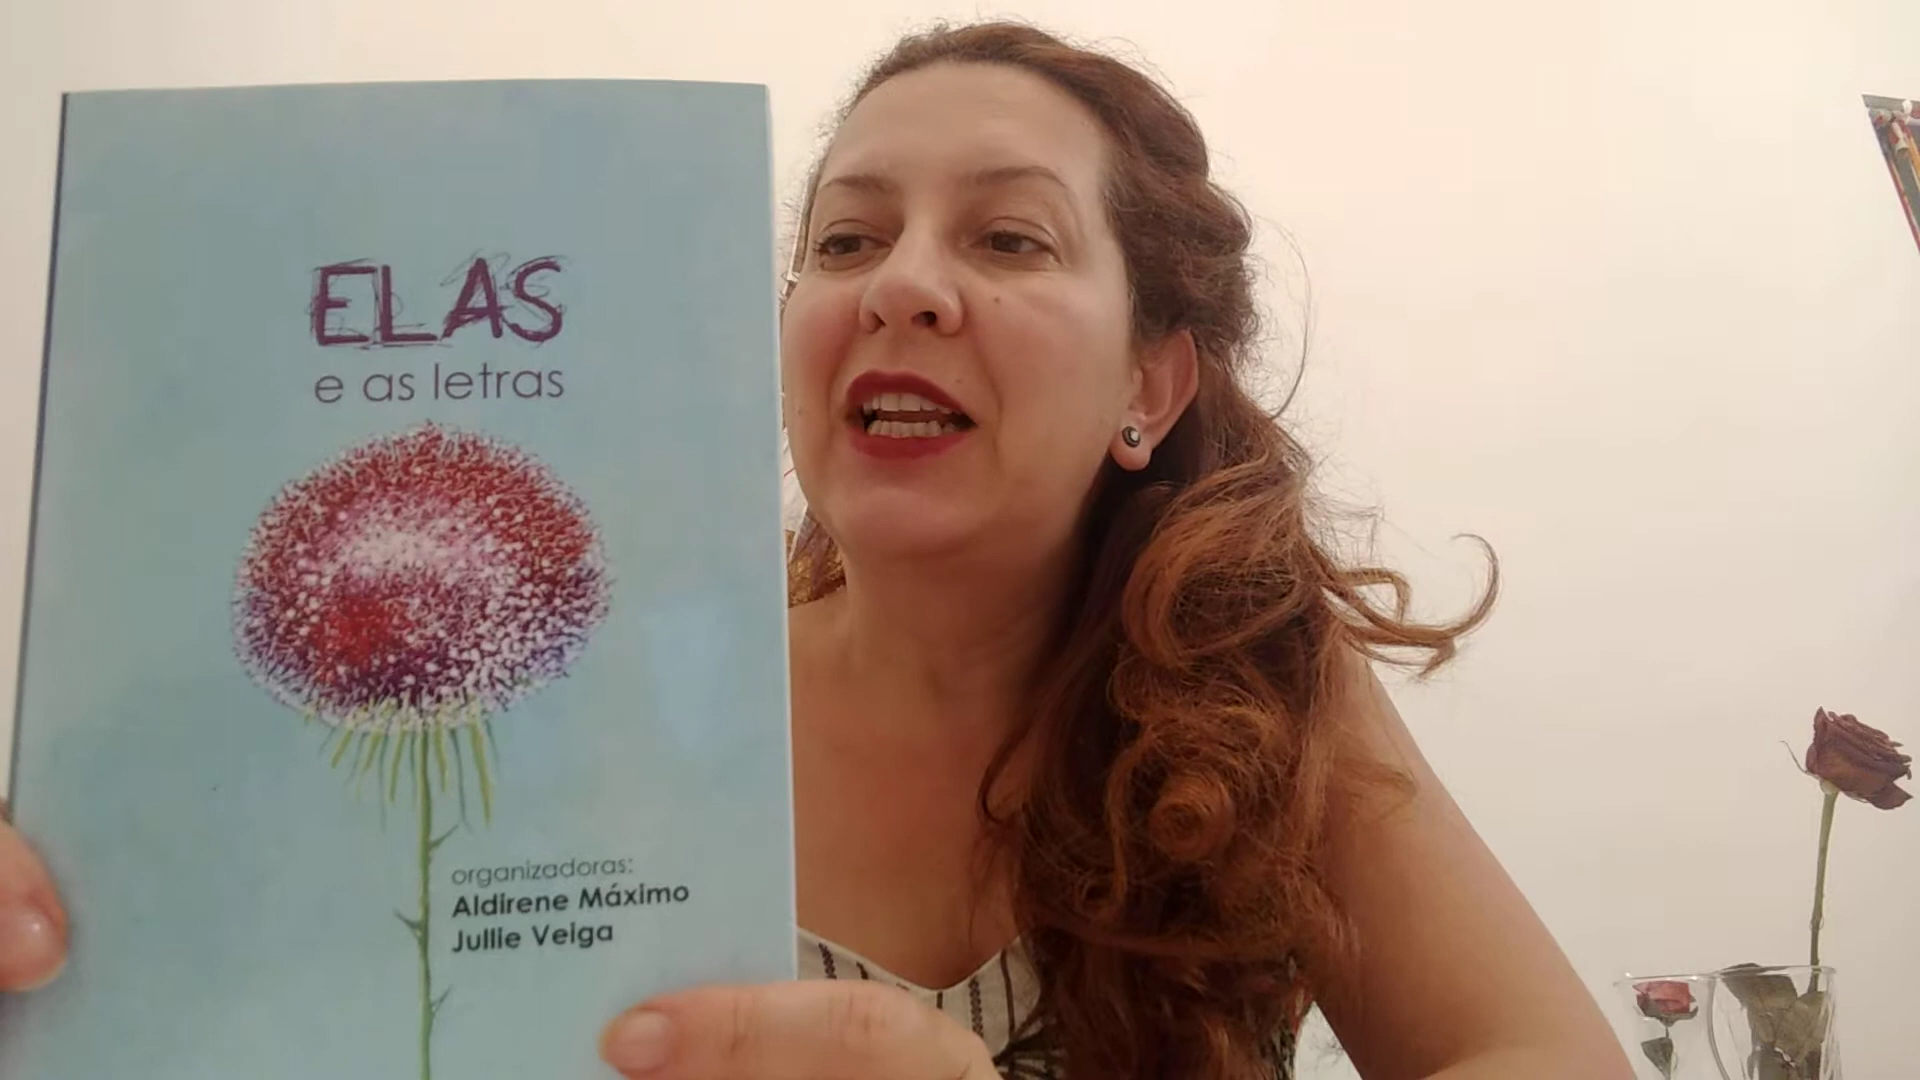 ELAS
e as letras
organizadoras:
Aldirene Máximo
Jullie Veiga